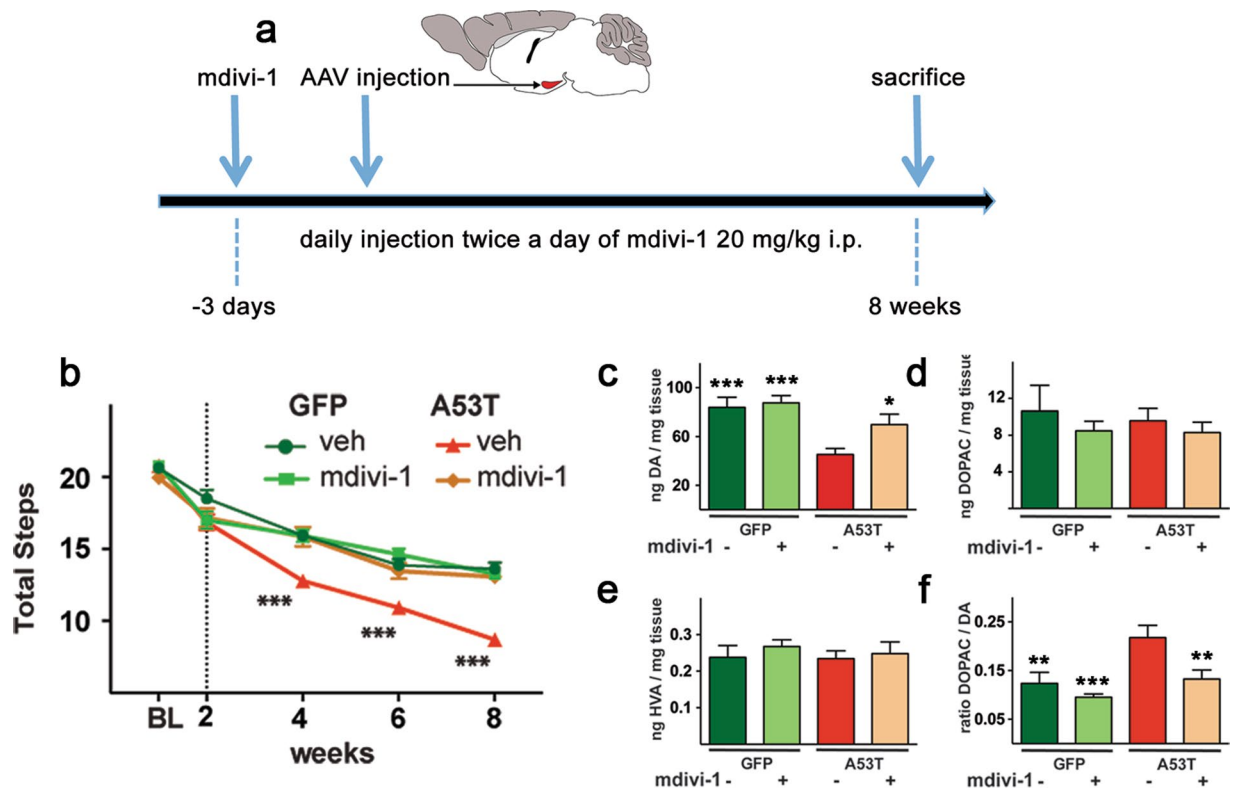 a
mdivi-1 AAV injection sacrifice
daily injection twice a day of mdivi-1 20 mg/kg i.p.
-3 days 8 weeks
b
GFP A53T
veh veh
mdivi-1 mdivi-1
Total Steps
20
15
10
*** *** ***
BL 2 4 6 8
weeks
c
ng DA / mg tissue
100
60
20
*** *** *
GFP A53T
mdivi-1 - + - +
d
ng DOPAC / mg tissue
12
8
4
GFP A53T
mdivi-1 - + - +
e
ng HVA / mg tissue
0.3
0.2
0.1
GFP A53T
mdivi-1 - + - +
f
ratio DOPAC / DA
0.25
0.15
0.05
** *** **
GFP A53T
mdivi-1 - + - +